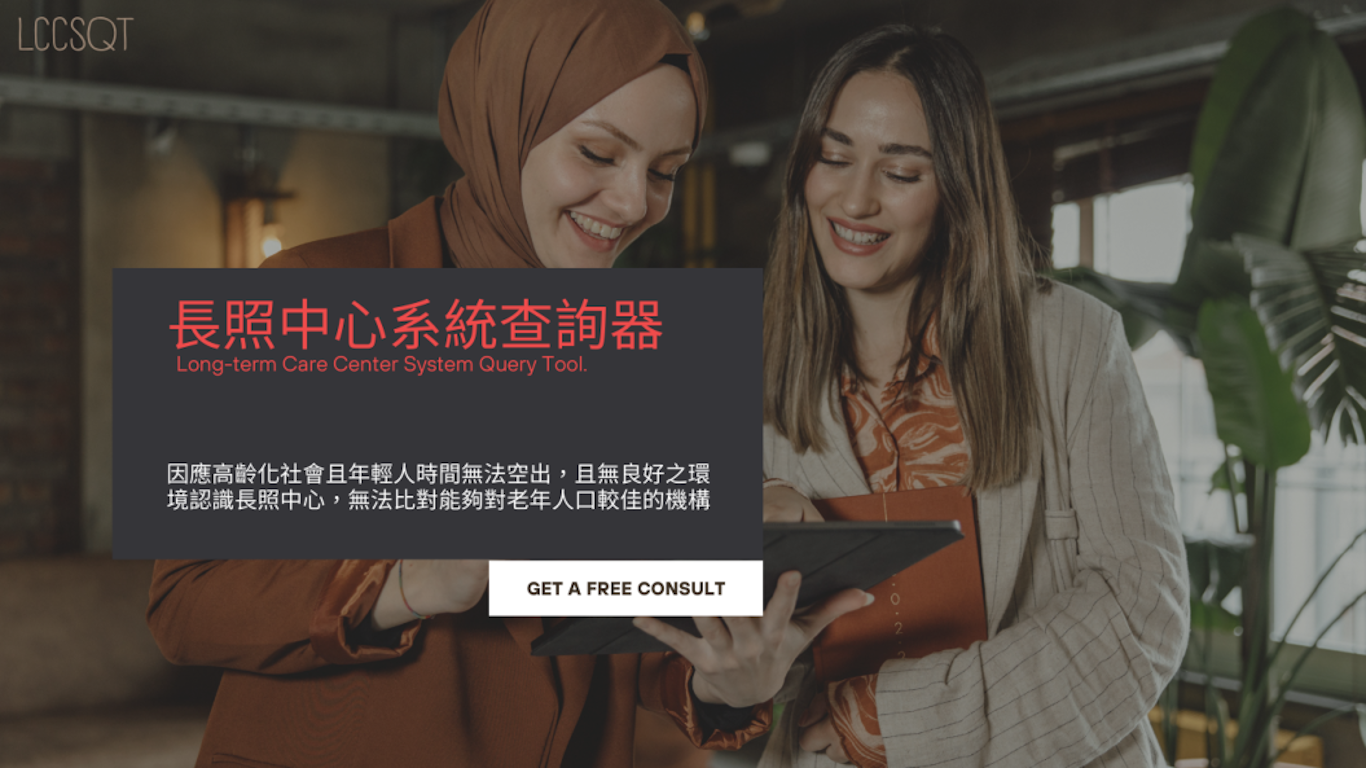 LCCSQT
長照中心系統查詢器
Long-term Care Center System Query Tool.
因應高齡化社會且年輕人時間無法空出，且無良好之環
境認識長照中心，無法比對能夠對老年人口較佳的機構
GET A FREE CONSULT